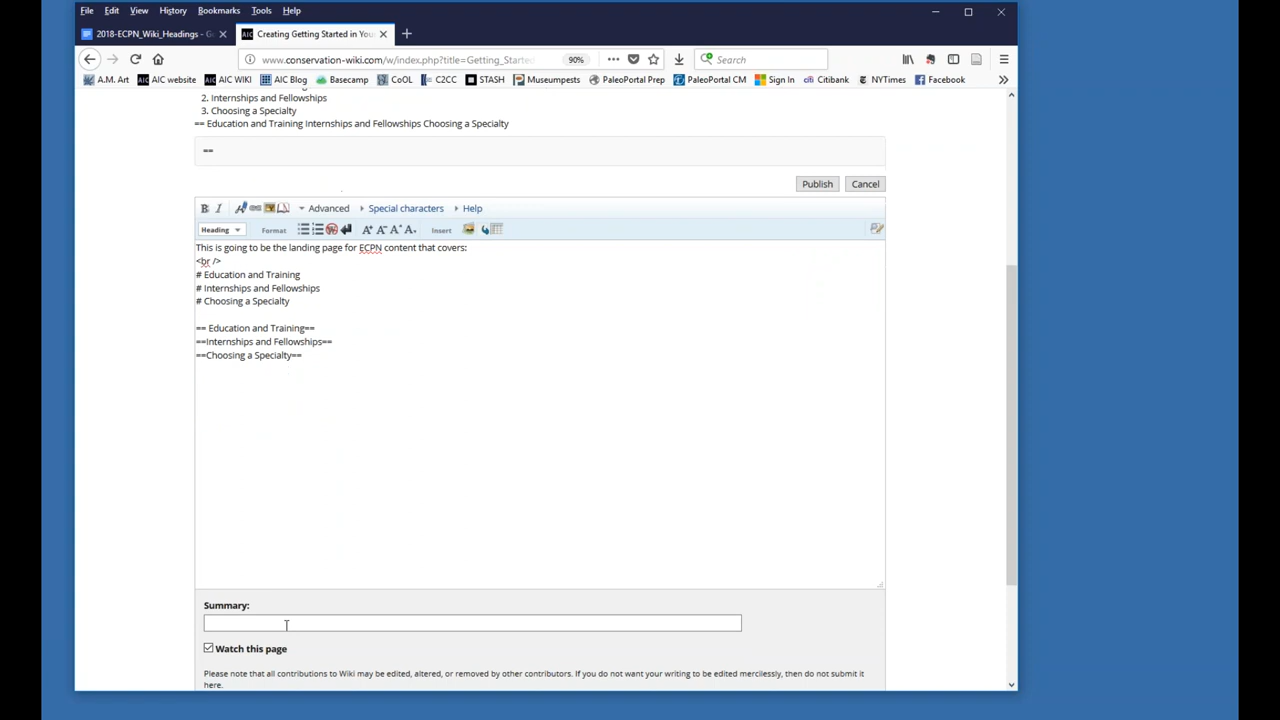 File Edit View History Bookmarks Tools Help
2018-ECPN_Wiki_Headings - G
AIC Creating Getting Started in You
www.conservation-wiki.com/w/index.php?title=Getting_Started 90% Search
A.M. Art AIC AIC website AIC AIC WIKI AIC Blog Basecamp CoOL C2CC STASH Museumpests PaleoPortal Prep PaleoPortal CM Sign In Citibank NYTimes Facebook
2. Internships and Fellowships
3. Choosing a Specialty
== Education and Training Internships and Fellowships Choosing a Specialty
==
Publish Cancel
B I Advanced Special characters Help
Heading Format Insert
This is going to be the landing page for ECPN content that covers:
<br />
# Education and Training
# Internships and Fellowships
# Choosing a Specialty
== Education and Training==
==Internships and Fellowships==
==Choosing a Specialty==
Summary:
Watch this page
Please note that all contributions to Wiki may be edited, altered, or removed by other contributors. If you do not want your writing to be edited mercilessly, then do not submit it
here.